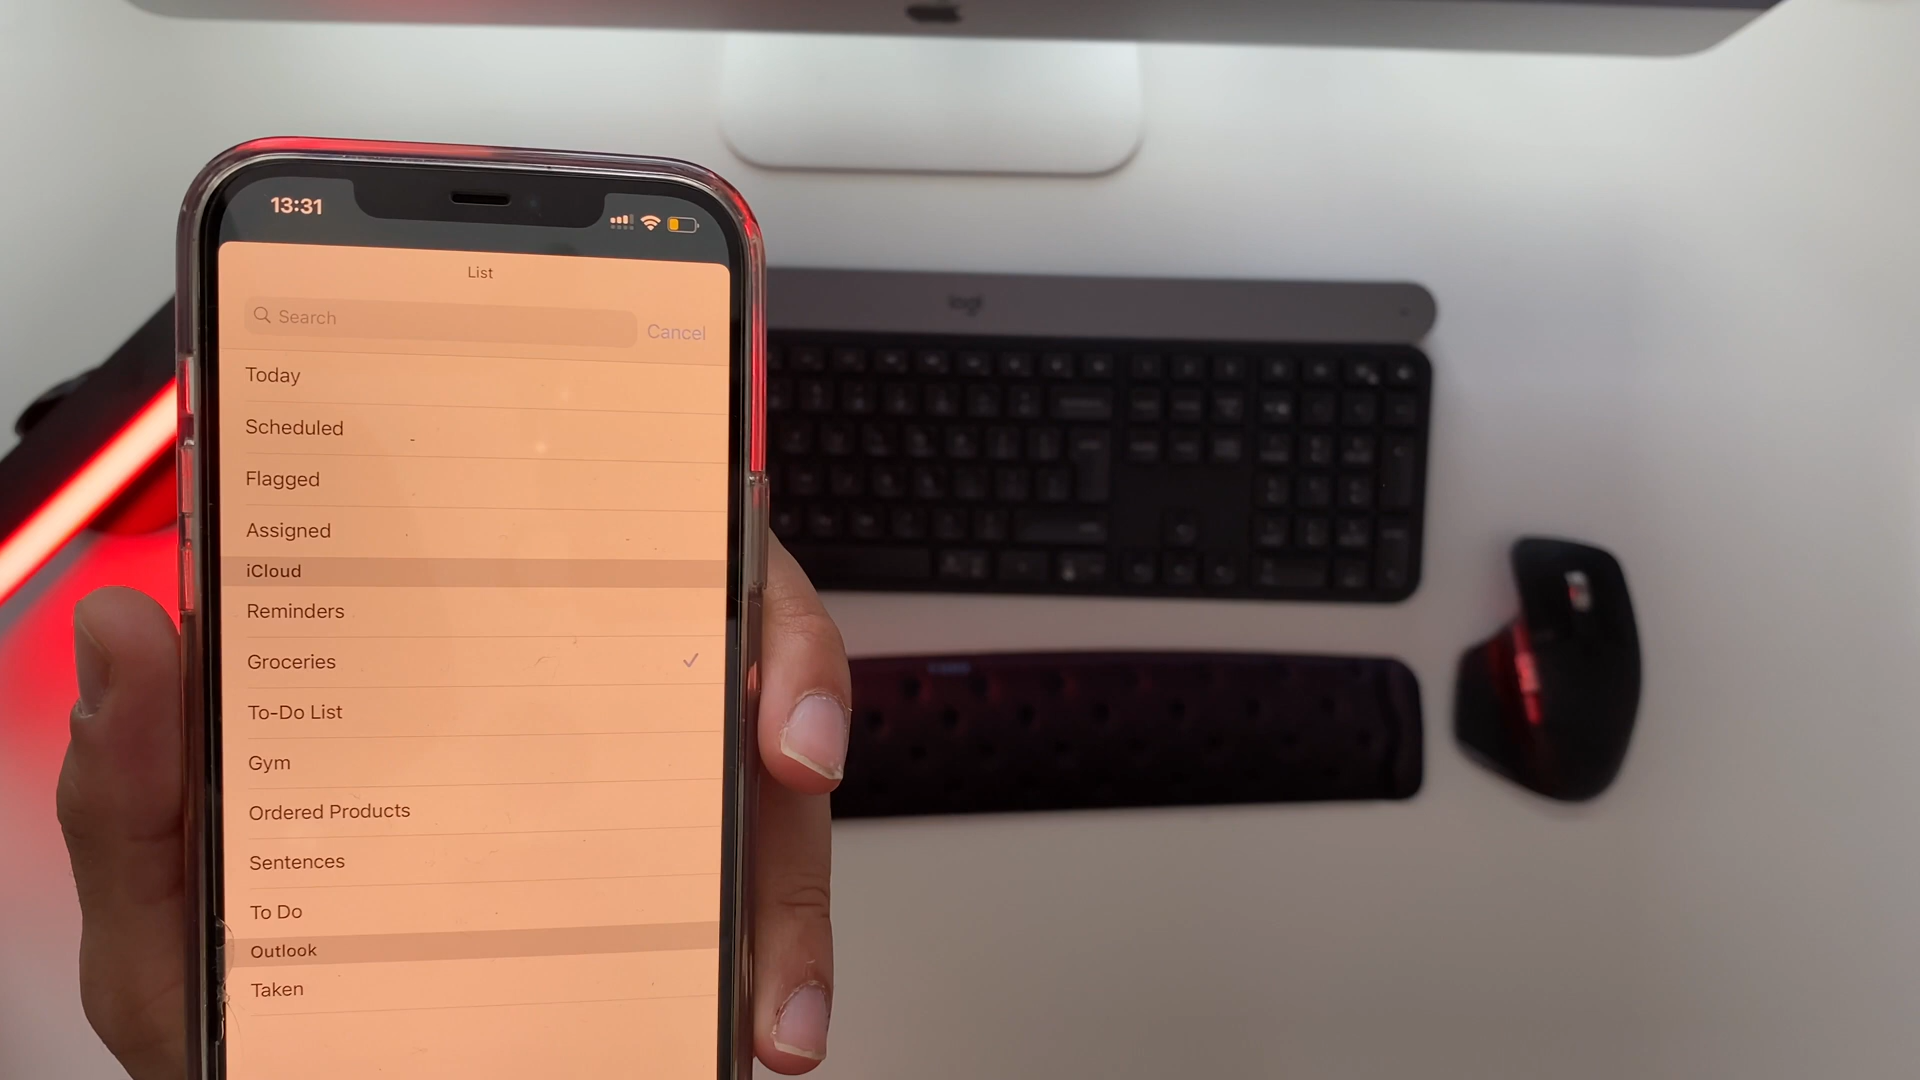 13:31
List
Search
Cancel
Today
Scheduled
Flagged
Assigned
iCloud
Reminders
Groceries
To-Do List
Gym
Ordered Products
Sentences
To Do
Outlook
Taken
logi